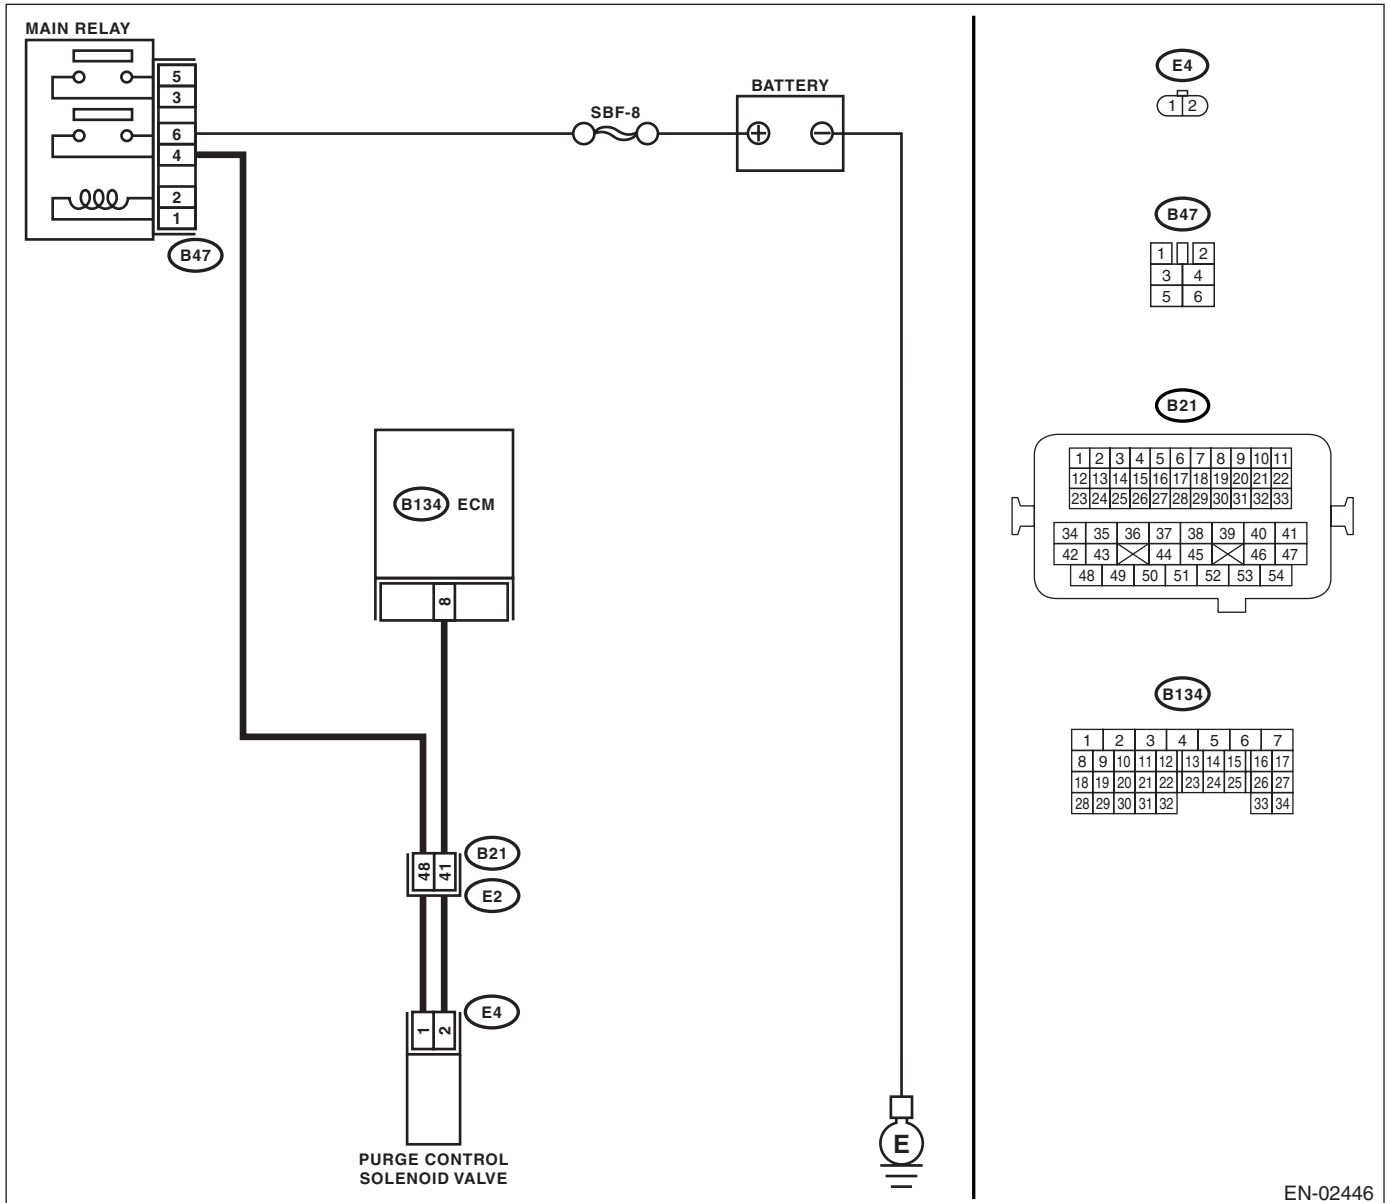 MAIN RELAY
5
3
6
4
2
1
B47
SBF-8
BATTERY
B134 ECM
8
48 41
B21
E2
E4
1 2
PURGE CONTROL
SOLENOID VALVE
E
E4
1 2
B47
1 2
3 4
5 6
B21
1 2 3 4 5 6 7 8 9 10 11
12 13 14 15 16 17 18 19 20 21 22
23 24 25 26 27 28 29 30 31 32 33
34 35 36 37 38 39 40 41
42 43 44 45 46 47
48 49 50 51 52 53 54
B134
1 2 3 4 5 6 7
8 9 10 11 12 13 14 15 16 17
18 19 20 21 22 23 24 25 26 27
28 29 30 31 32 33 34
EN-02446